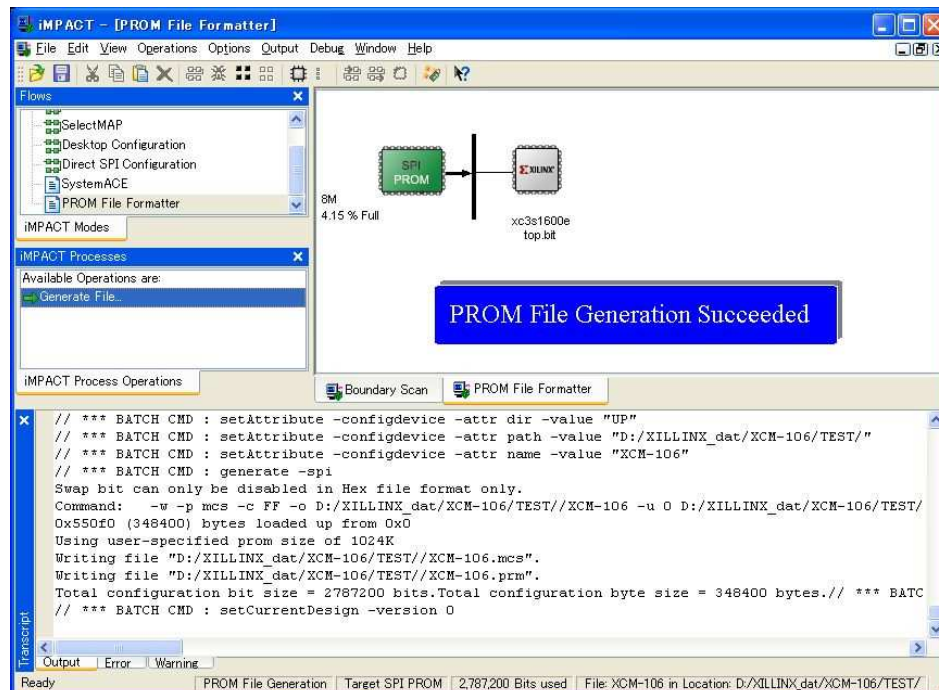 iMPACT - [PROM File Formatter]
File Edit View Operations Options Output Debug Window Help
Flows
SelectMAP
Desktop Configuration
Direct SPI Configuration
SystemACE
PROM File Formatter
iMPACT Modes
iMPACT Processes
Available Operations are:
Generate File...
iMPACT Process Operations
SPI
PROM
8M
4.15 % Full
XILINX
xc3s1600e
top.bit
PROM File Generation Succeeded
Boundary Scan
PROM File Formatter
// *** BATCH CMD : setAttribute -configdevice -attr dir -value "UP"
// *** BATCH CMD : setAttribute -configdevice -attr path -value "D:/XILLINX_dat/XCM-106/TEST/"
// *** BATCH CMD : setAttribute -configdevice -attr name -value "XCM-106"
// *** BATCH CMD : generate -spi
Swap bit can only be disabled in Hex file format only.
Command: -w -p mcs -c FF -o D:/XILLINX_dat/XCM-106/TEST//XCM-106 -u 0 D:/XILLINX_dat/XCM-106/TEST/
0x550f0 (348400) bytes loaded up from 0x0
Using user-specified prom size of 1024K
Writing file "D:/XILLINX_dat/XCM-106/TEST//XCM-106.mcs".
Writing file "D:/XILLINX_dat/XCM-106/TEST//XCM-106.prm".
Total configuration bit size = 2787200 bits.Total configuration byte size = 348400 bytes.// *** BATC
// *** BATCH CMD : setCurrentDesign -version 0
Transcript
Output Error Warning
Ready
PROM File Generation
Target SPI PROM
2,787,200 Bits used
File: XCM-106 in Location: D:/XILLINX_dat/XCM-106/TEST/